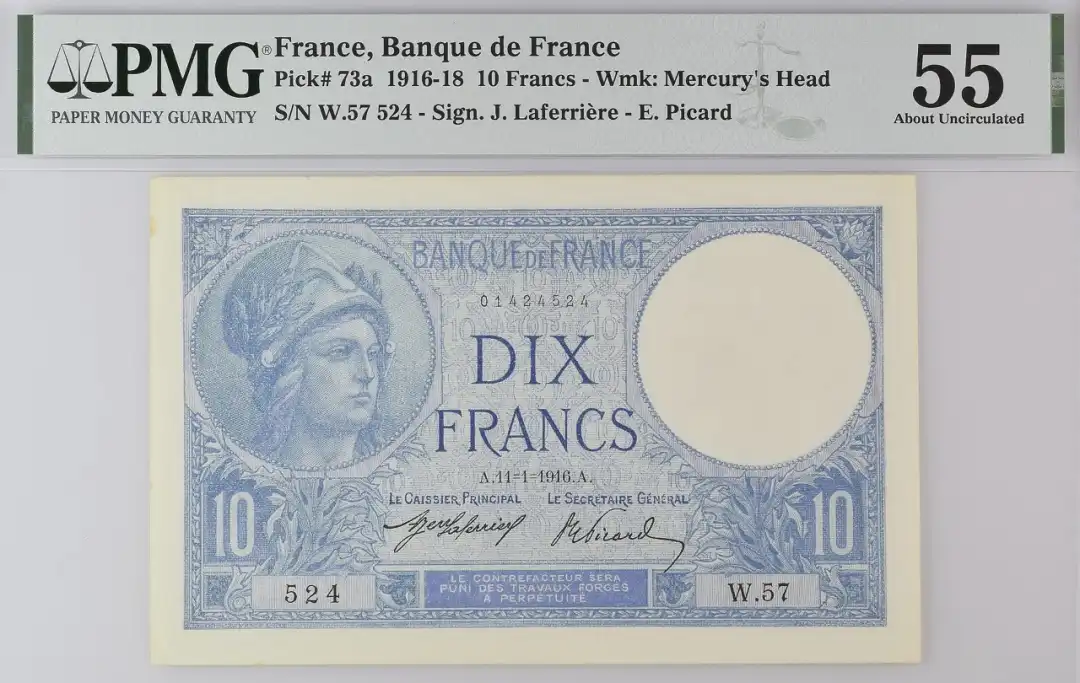 PMG®
PAPER MONEY GUARANTY
France, Banque de France
Pick# 73a 1916-18 10 Francs - Wmk: Mercury's Head
S/N W.57 524 - Sign. J. Laferrière - E. Picard
55
About Uncirculated
BANQUE DE FRANCE
01424524
DIX
FRANCS
A.11=1=1916.A.
LE CAISSIER PRINCIPAL LE SECRÉTAIRE GÉNÉRAL
10 10
524
LE CONTREFACTEUR SERA
PUNI DES TRAVAUX FORCÉS
À PERPÉTUITÉ
W.57